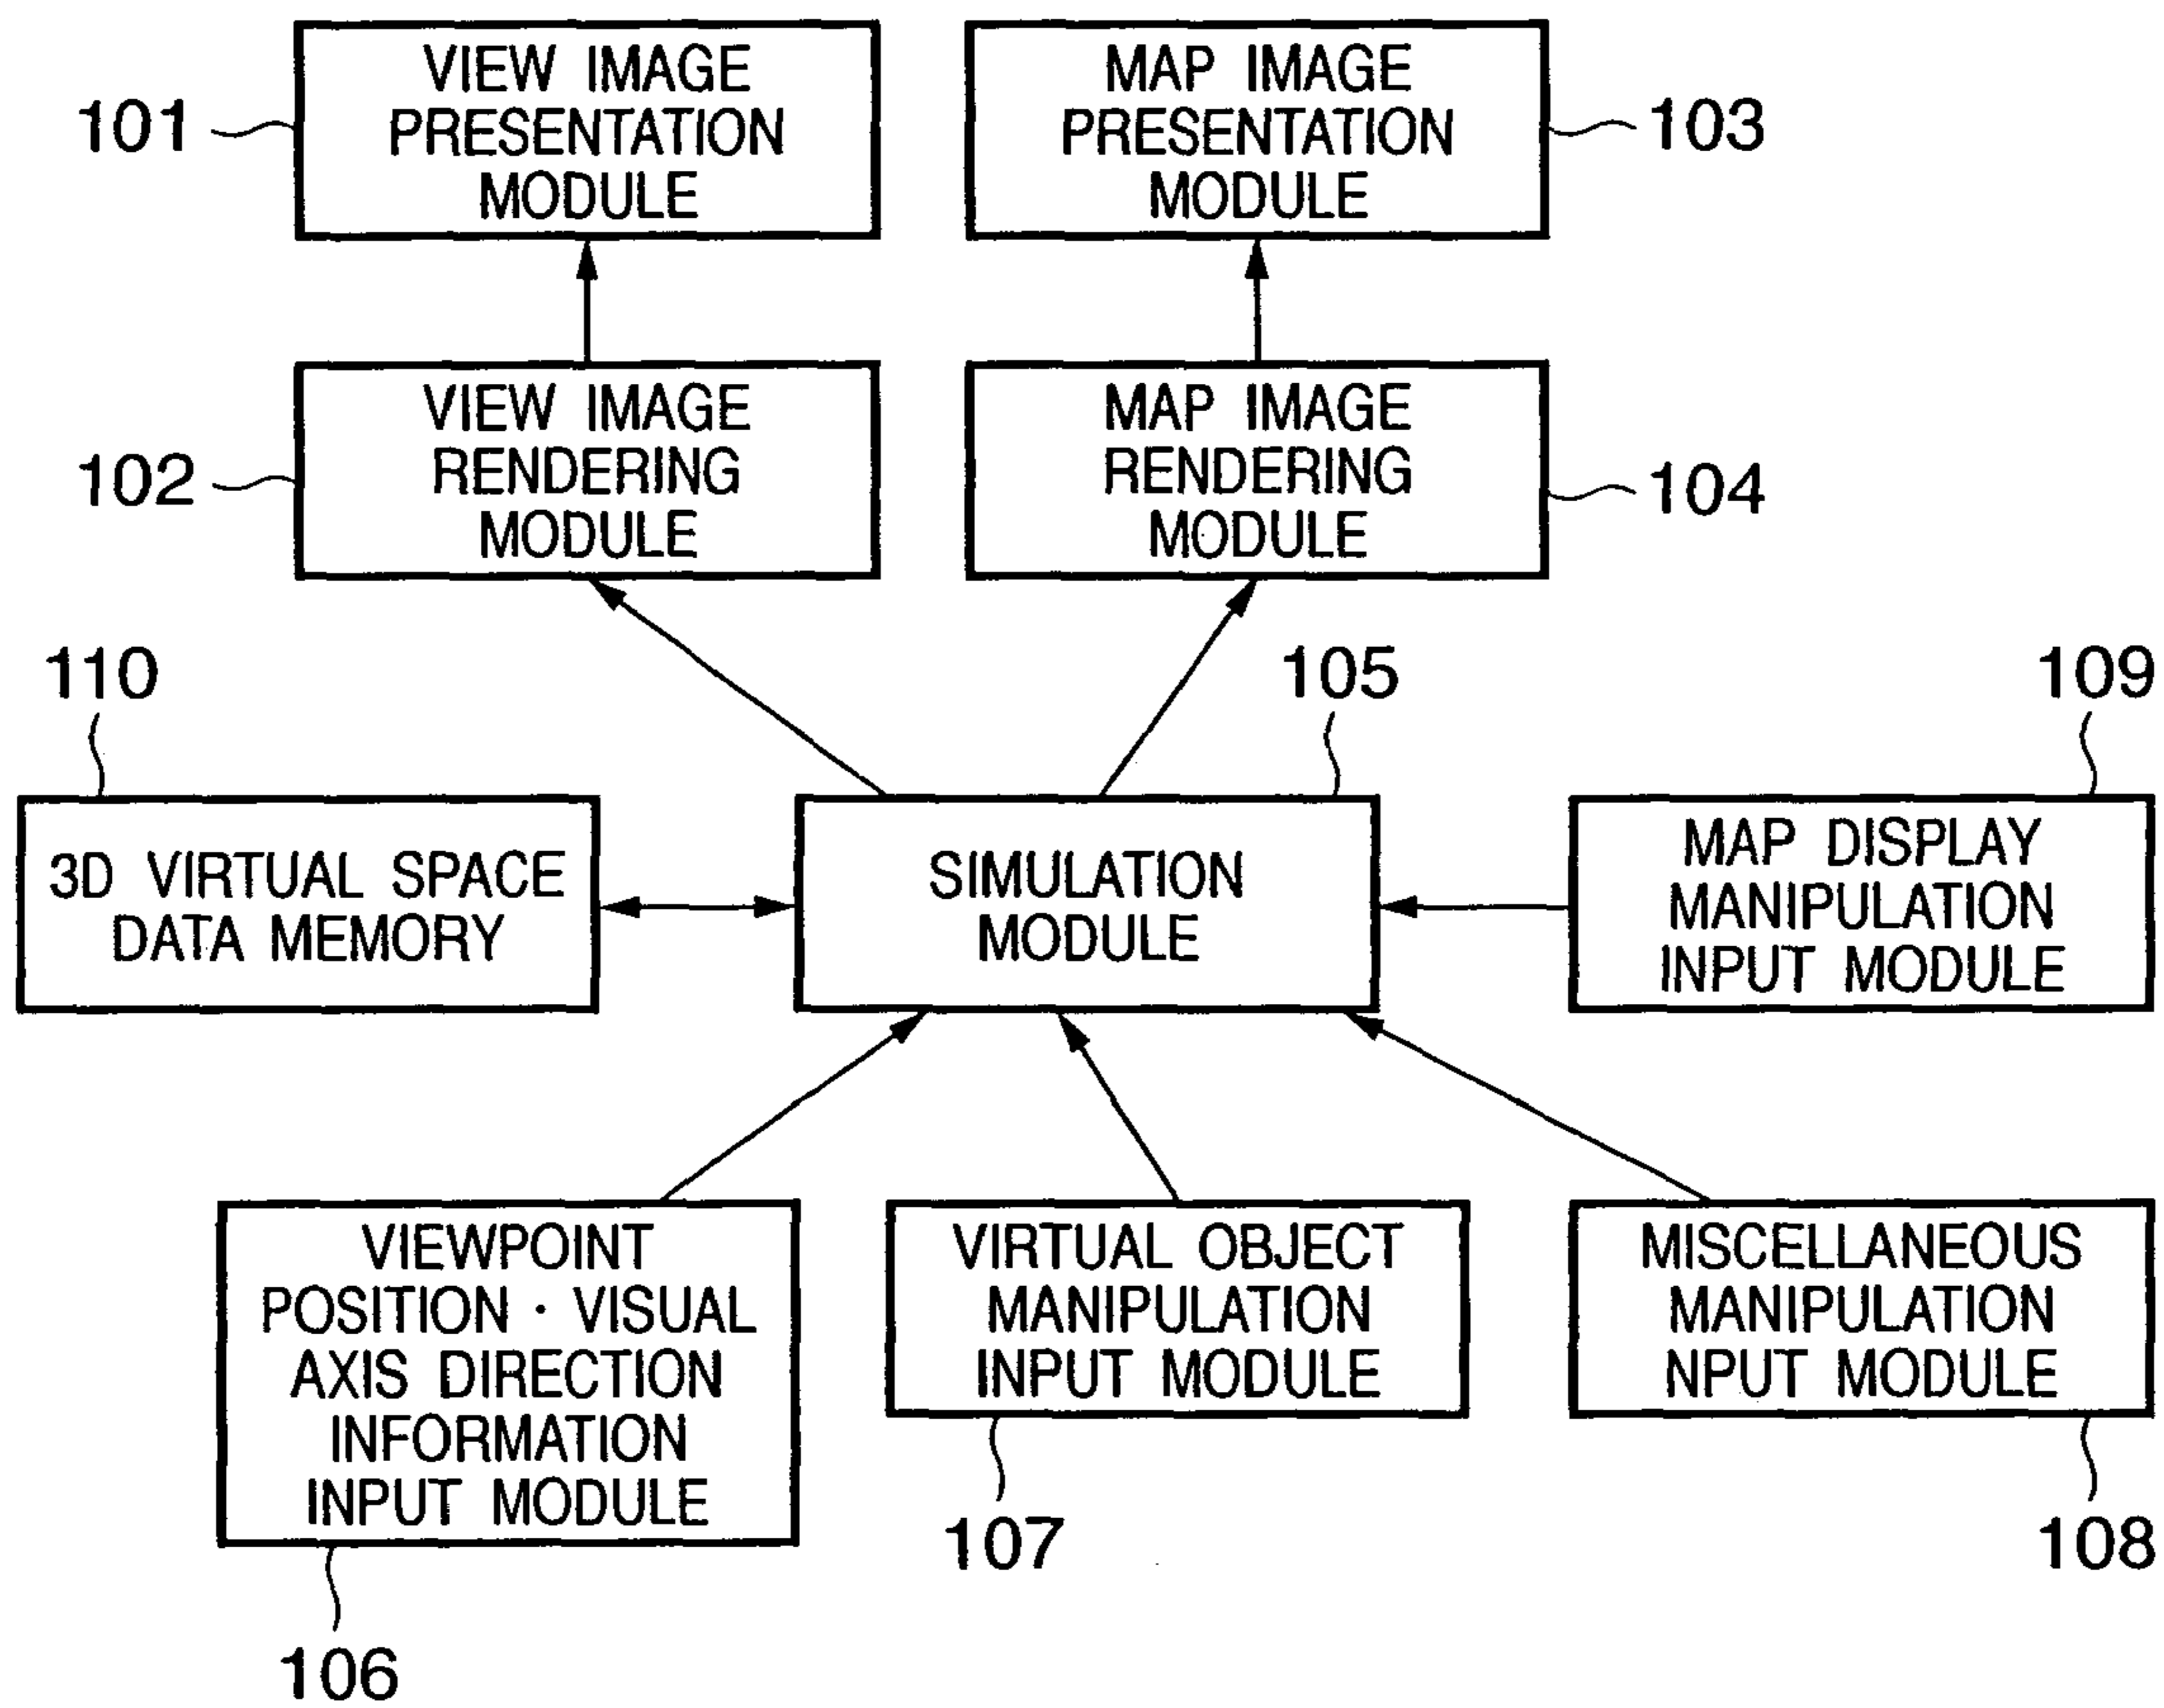 VIEW IMAGE
PRESENTATION
MODULE
101
MAP IMAGE
PRESENTATION
MODULE
103
VIEW IMAGE
RENDERING
MODULE
102
MAP IMAGE
RENDERING
MODULE
104
110
105
109
3D VIRTUAL SPACE
DATA MEMORY
SIMULATION
MODULE
MAP DISPLAY
MANIPULATION
INPUT MODULE
VIEWPOINT
POSITION · VISUAL
AXIS DIRECTION
INFORMATION
INPUT MODULE
VIRTUAL OBJECT
MANIPULATION
INPUT MODULE
MISCELLANEOUS
MANIPULATION
NPUT MODULE
107
108
106